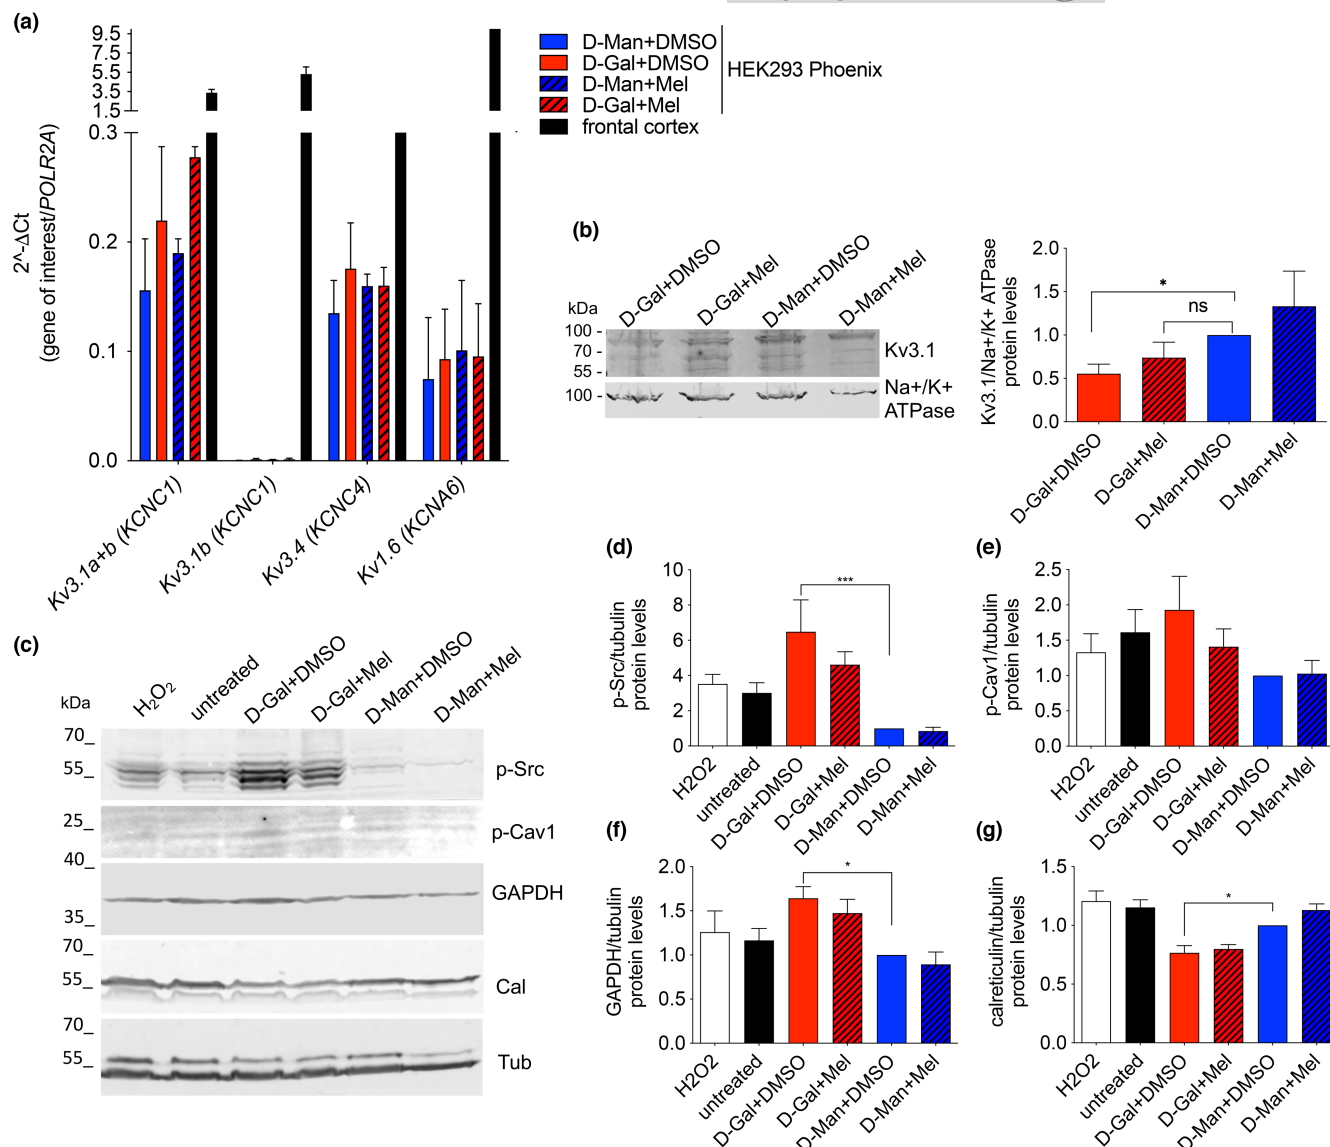 (a)
9.5
7.5
5.5
3.5
1.5
0.3
0.2
0.1
0.0
2^-ΔCt
(gene of interest/POLR2A)
Kv3.1a+b (KCNC1)
Kv3.1b (KCNC1)
Kv3.4 (KCNC4)
Kv1.6 (KCNA6)
D-Man+DMSO
D-Gal+DMSO
D-Man+Mel
D-Gal+Mel
frontal cortex
HEK293 Phoenix
(b)
D-Gal+DMSO
D-Gal+Mel
D-Man+DMSO
D-Man+Mel
kDa
100 -
70 -
55 -
100 -
Kv3.1
Na+/K+
ATPase
Kv3.1/Na+/K+ ATPase
protein levels
2.0
1.5
1.0
0.5
0.0
*
ns
D-Gal+DMSO
D-Gal+Mel
D-Man+DMSO
D-Man+Mel
(c)
kDa
H2O2
untreated
D-Gal+DMSO
D-Gal+Mel
D-Man+DMSO
D-Man+Mel
70_
55_
p-Src
25_
p-Cav1
40_
GAPDH
35_
70_
55_
Cal
70_
55_
Tub
(d)
p-Src/tubulin
protein levels
10
8
6
4
2
0
***
H2O2
untreated
D-Gal+DMSO
D-Gal+Mel
D-Man+DMSO
D-Man+Mel
(e)
p-Cav1/tubulin
protein levels
2.5
2.0
1.5
1.0
0.5
0.0
H2O2
untreated
D-Gal+DMSO
D-Gal+Mel
D-Man+DMSO
D-Man+Mel
(f)
GAPDH/tubulin
protein levels
2.0
1.5
1.0
0.5
0.0
*
H2O2
untreated
D-Gal+DMSO
D-Gal+Mel
D-Man+DMSO
D-Man+Mel
(g)
calreticulin/tubulin
protein levels
1.5
1.0
0.5
0.0
*
H2O2
untreated
D-Gal+DMSO
D-Gal+Mel
D-Man+DMSO
D-Man+Mel